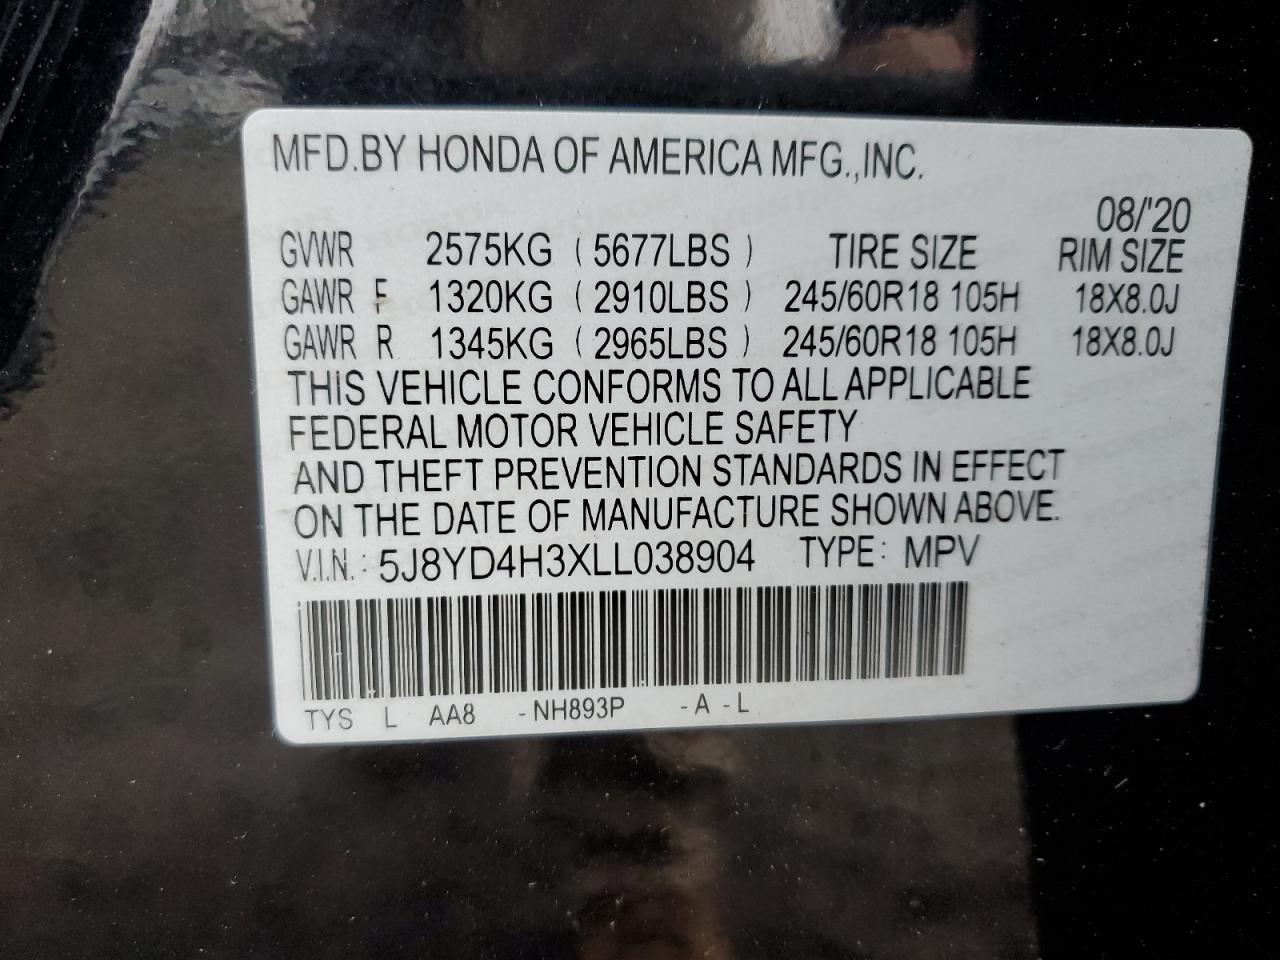 MFD.BY HONDA OF AMERICA MFG.,INC.
08/'20
GVWR 2575KG ( 5677LBS ) TIRE SIZE RIM SIZE
GAWR F 1320KG ( 2910LBS ) 245/60R18 105H 18X8.0J
GAWR R 1345KG ( 2965LBS ) 245/60R18 105H 18X8.0J
THIS VEHICLE CONFORMS TO ALL APPLICABLE
FEDERAL MOTOR VEHICLE SAFETY
AND THEFT PREVENTION STANDARDS IN EFFECT
ON THE DATE OF MANUFACTURE SHOWN ABOVE.
V.I.N.: 5J8YD4H3XLL038904 TYPE: MPV
TYS L AA8 -NH893P -A -L